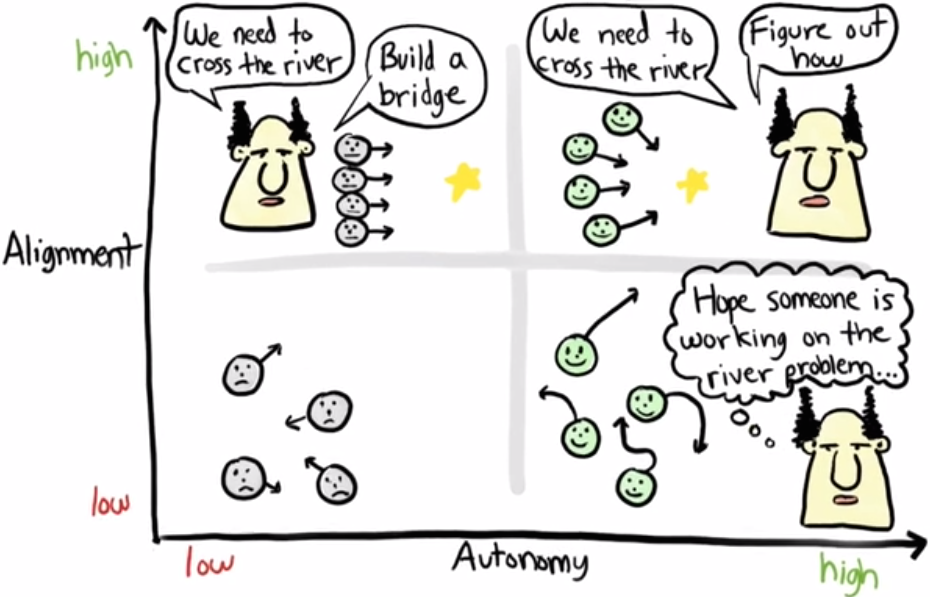 high
We need to
cross the river
Build a
bridge
We need to
cross the river
Figure out
how
Alignment
Hope someone is
working on the
river problem...
low
low
Autonomy
high